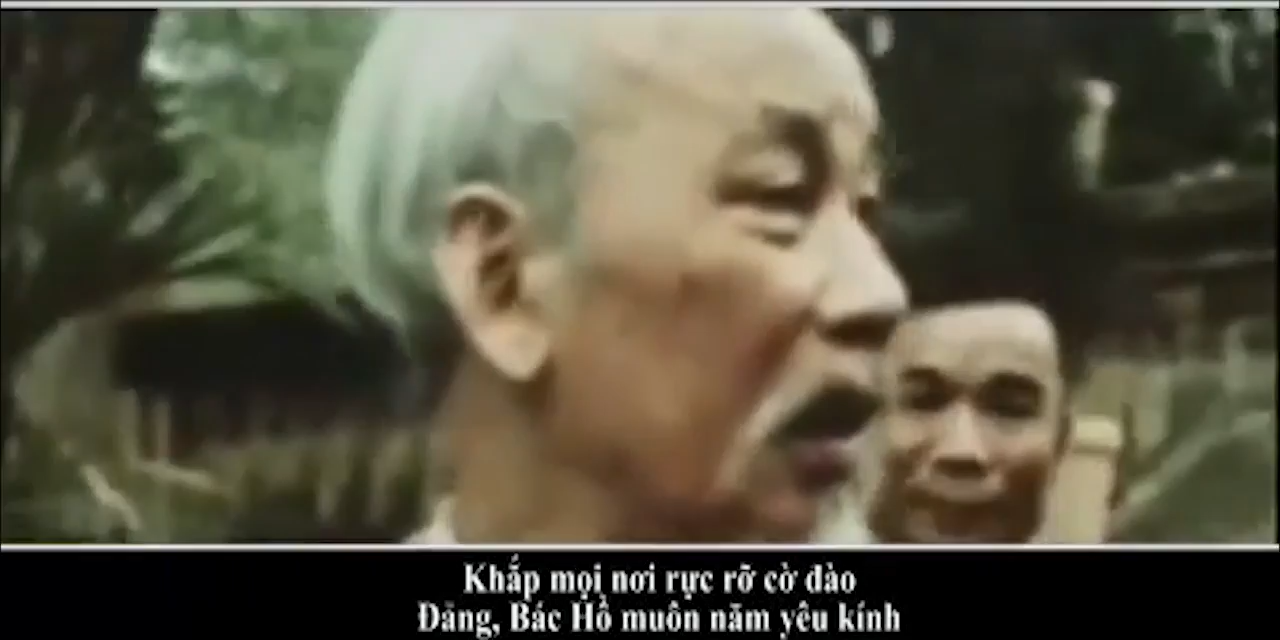 Khắp mọi nơi rực rỡ cờ đào
Đảng, Bác Hồ muôn năm yêu kính